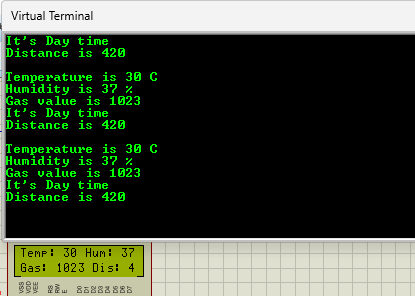 Virtual Terminal
It's Day time
Distance is 420
Temperature is 30 C
Humidity is 37 %
Gas value is 1023
It's Day time
Distance is 420
Temperature is 30 C
Humidity is 37 %
Gas value is 1023
It's Day time
Distance is 420
Temp: 30 Hum: 37
Gas: 1023 Dis: 4
VSS
VDD
VEE
RS
RW
E
D0
D1
D2
D3
D4
D5
D6
D7